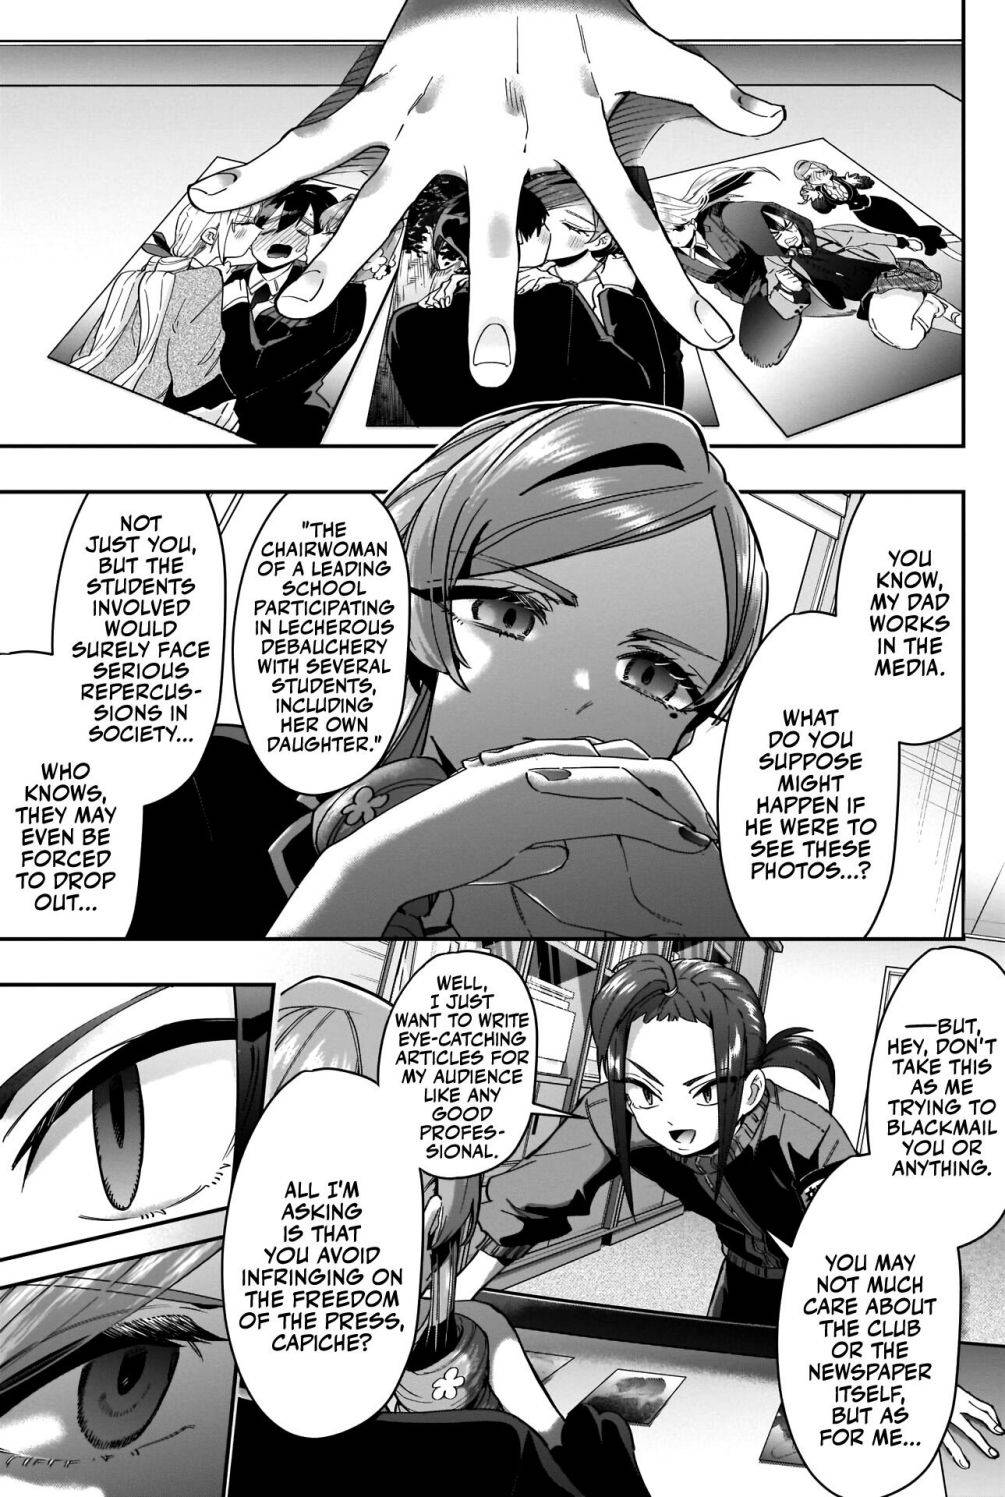 YOU
KNOW,
MY DAD
WORKS
IN THE
MEDIA.
WHAT
DO YOU
SUPPOSE
MIGHT
HAPPEN IF
HE WERE TO
SEE THESE
PHOTOS...?
"THE
CHAIRWOMAN
OF A LEADING
SCHOOL
PARTICIPATING
IN LECHEROUS
DEBAUCHERY
WITH SEVERAL
STUDENTS,
INCLUDING
HER OWN
DAUGHTER."
NOT
JUST YOU,
BUT THE
STUDENTS
INVOLVED
WOULD
SURELY FACE
SERIOUS
REPERCUS-
SIONS IN
SOCIETY...
WHO
KNOWS,
THEY MAY
EVEN BE
FORCED
TO DROP
OUT...
—BUT,
HEY, DON'T
TAKE THIS
AS ME
TRYING TO
BLACKMAIL
YOU OR
ANYTHING.
YOU MAY
NOT MUCH
CARE ABOUT
THE CLUB
OR THE
NEWSPAPER
ITSELF,
BUT AS
FOR ME...
WELL,
I JUST
WANT TO WRITE
EYE-CATCHING
ARTICLES FOR
MY AUDIENCE
LIKE ANY
GOOD
PROFES-
SIONAL.
ALL I'M
ASKING
IS THAT
YOU AVOID
INFRINGING ON
THE FREEDOM
OF THE PRESS,
CAPICHE?